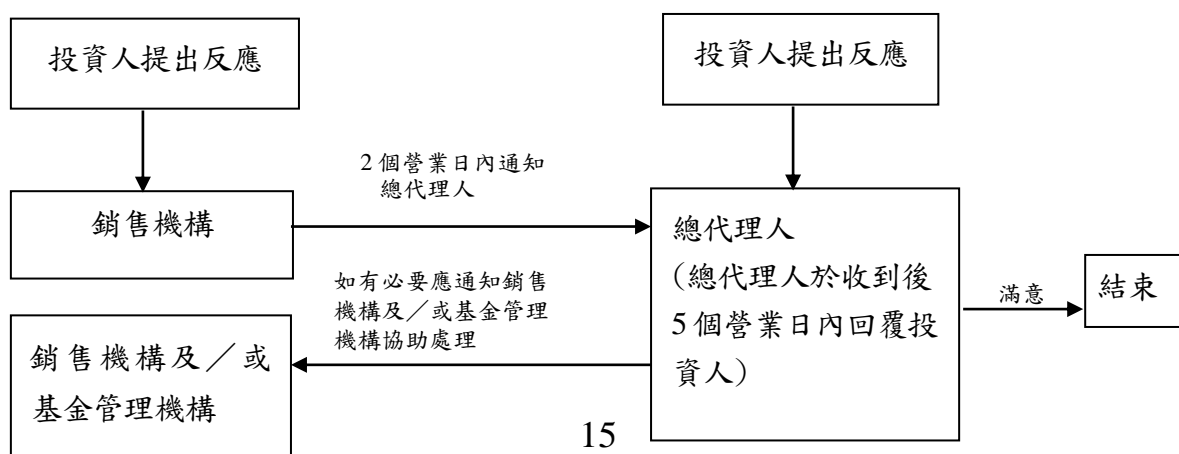 投資人提出反應
投資人提出反應
2 個營業日內通知
總代理人
銷售機構
總代理人
(總代理人於收到後
5 個營業日內回覆投
資人)
滿意
結束
如有必要應通知銷售
機構及／或基金管理
機構協助處理
銷售機構及／或
基金管理機構
15